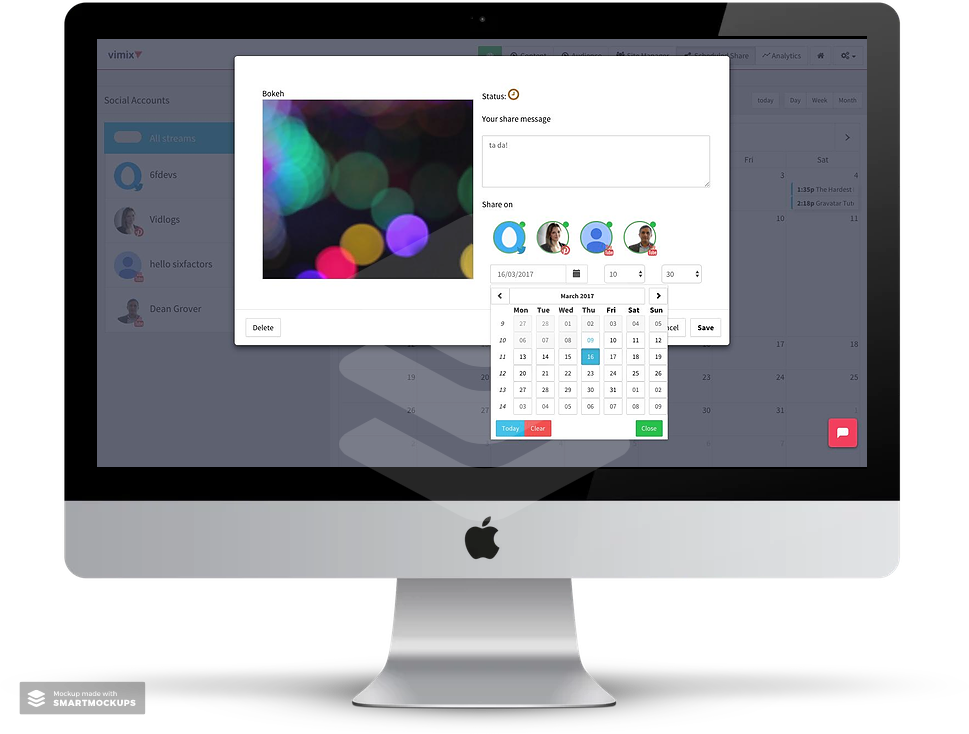 vimix
Content
Audience
Site Manager
Scheduled Share
Analytics
Social Accounts
today
Day
Week
Month
All streams
6fdevs
Vidlogs
hello sixfactors
Dean Grover
Fri
Sat
3
4
1:35p The Hardest
2:18p Gravatar Tuh
10
11
17
18
19
20
23
24
25
26
27
30
31
Bokeh
Status:
Your share message
ta da!
Share on
16/03/2017
10
30
March 2017
Mon Tue Wed Thu Fri Sat Sun
9 27 28 01 02 03 04 05
10 06 07 08 09 10 11 12
11 13 14 15 16 17 18 19
12 20 21 22 23 24 25 26
13 27 28 29 30 31 01 02
14 03 04 05 06 07 08 09
Today
Clear
Close
Delete
Save
Mockup made with
SMARTMOCKUPS